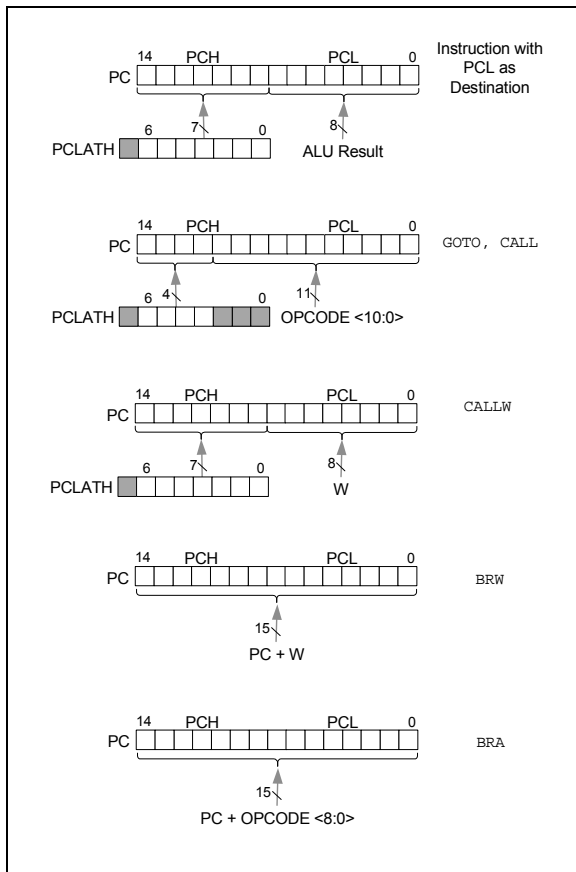 14 PCH PCL 0 Instruction with
PC PCL as
Destination
6 7 0 8
PCLATH ALU Result
14 PCH PCL 0
PC GOTO, CALL
6 4 0 11
PCLATH OPCODE <10:0>
14 PCH PCL 0
PC CALLW
6 7 0 8
PCLATH W
14 PCH PCL 0
PC BRW
15
PC + W
14 PCH PCL 0
PC BRA
15
PC + OPCODE <8:0>